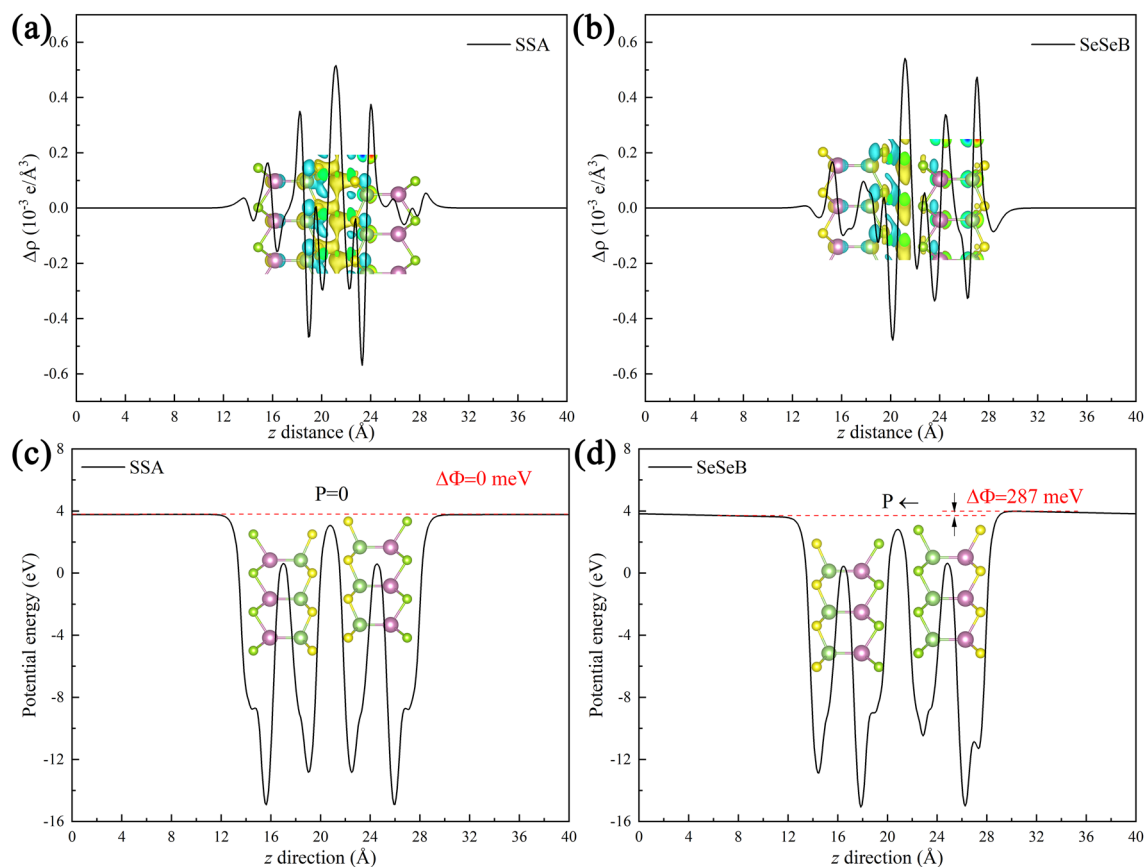 (a)
SSA
0.6
0.4
0.2
0.0
-0.2
-0.4
-0.6
Δρ (10⁻³ e/Å³)
0 4 8 12 16 20 24 28 32 36 40
z distance (Å)
(b)
SeSeB
0.6
0.4
0.2
0.0
-0.2
-0.4
-0.6
Δρ (10⁻³ e/Å³)
0 4 8 12 16 20 24 28 32 36 40
z distance (Å)
(c)
SSA
ΔΦ=0 meV
P=0
8
4
0
-4
-8
-12
-16
Potential energy (eV)
0 4 8 12 16 20 24 28 32 36 40
z direction (Å)
(d)
SeSeB
ΔΦ=287 meV
P ←
8
4
0
-4
-8
-12
-16
Potential energy (eV)
0 4 8 12 16 20 24 28 32 36 40
z direction (Å)